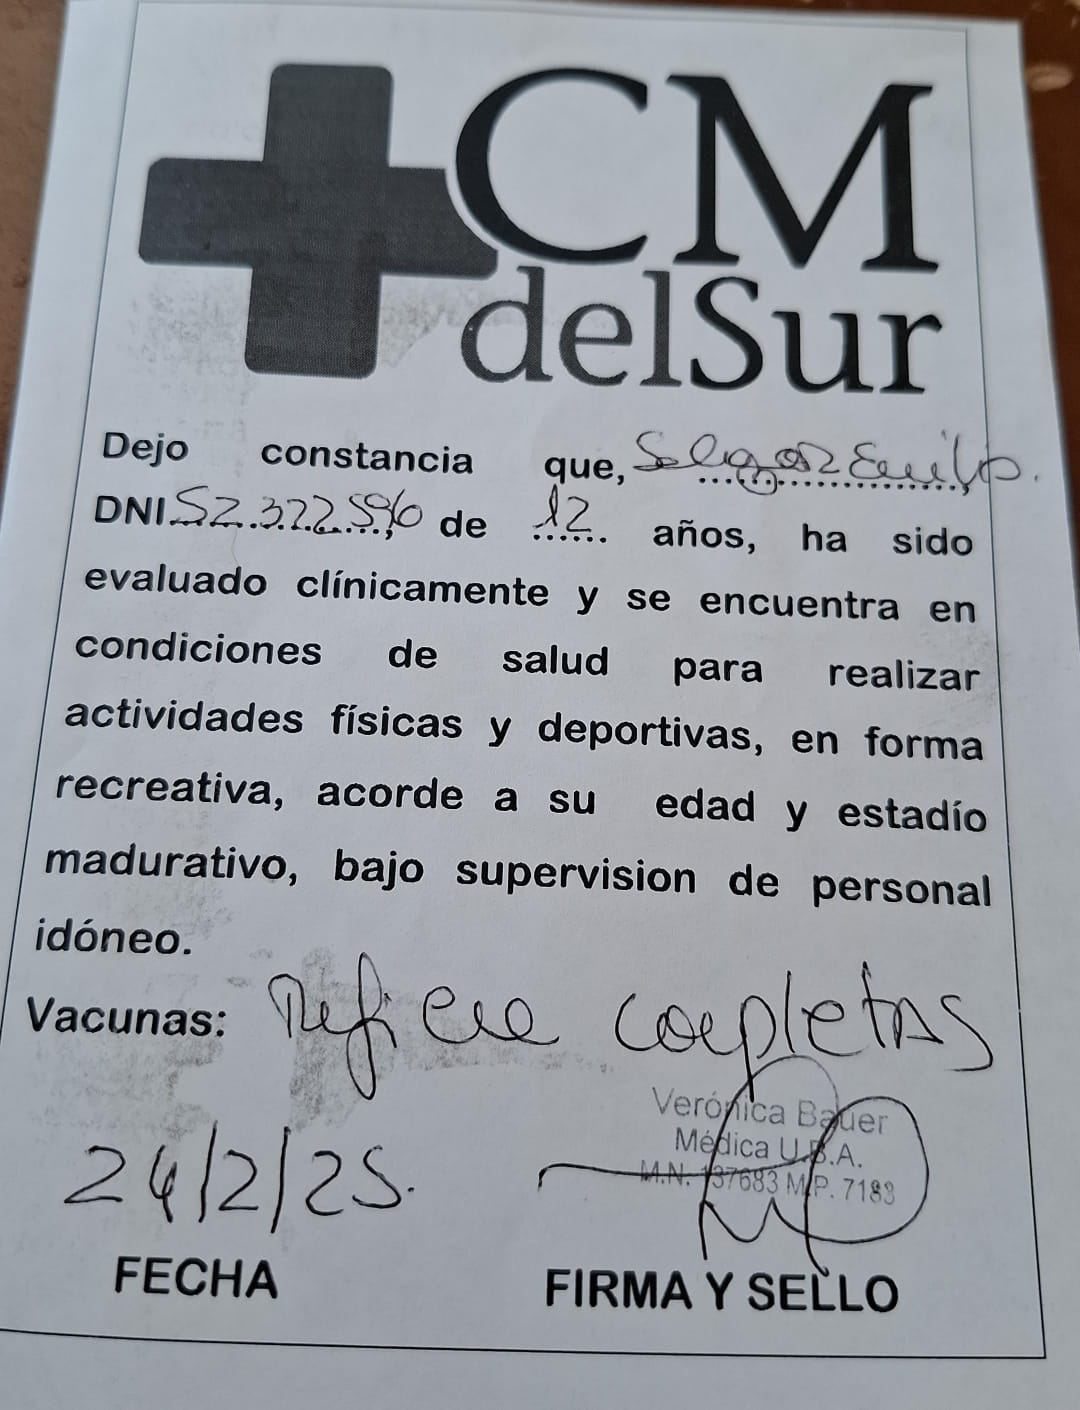 CM
delSur
Dejo constancia que,
DNI 52.322.596 de 12 años, ha sido
evaluado clínicamente y se encuentra en
condiciones de salud para realizar
actividades físicas y deportivas, en forma
recreativa, acorde a su edad y estadío
madurativo, bajo supervision de personal
idóneo.
Vacunas: Refiere completas
Verónica Bauer
Médica U.B.A.
M.N. 137683 M.P. 7183
24/2/25.
FECHA
FIRMA Y SELLO